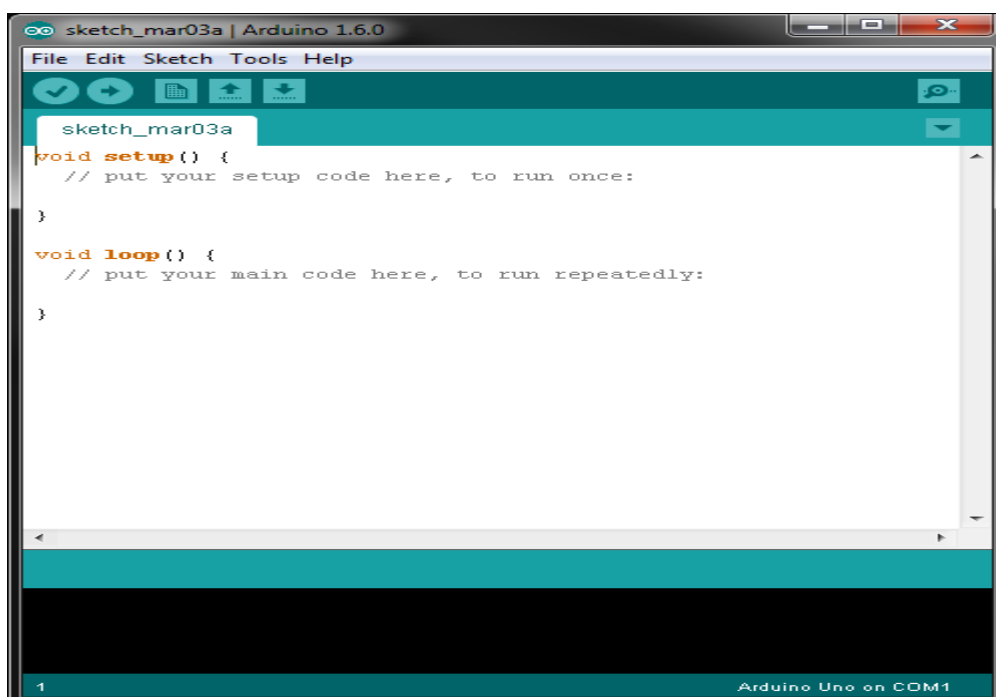 sketch_mar03a | Arduino 1.6.0
File Edit Sketch Tools Help
sketch_mar03a
void setup() {
  // put your setup code here, to run once:
}
void loop() {
  // put your main code here, to run repeatedly:
}
1
Arduino Uno on COM1